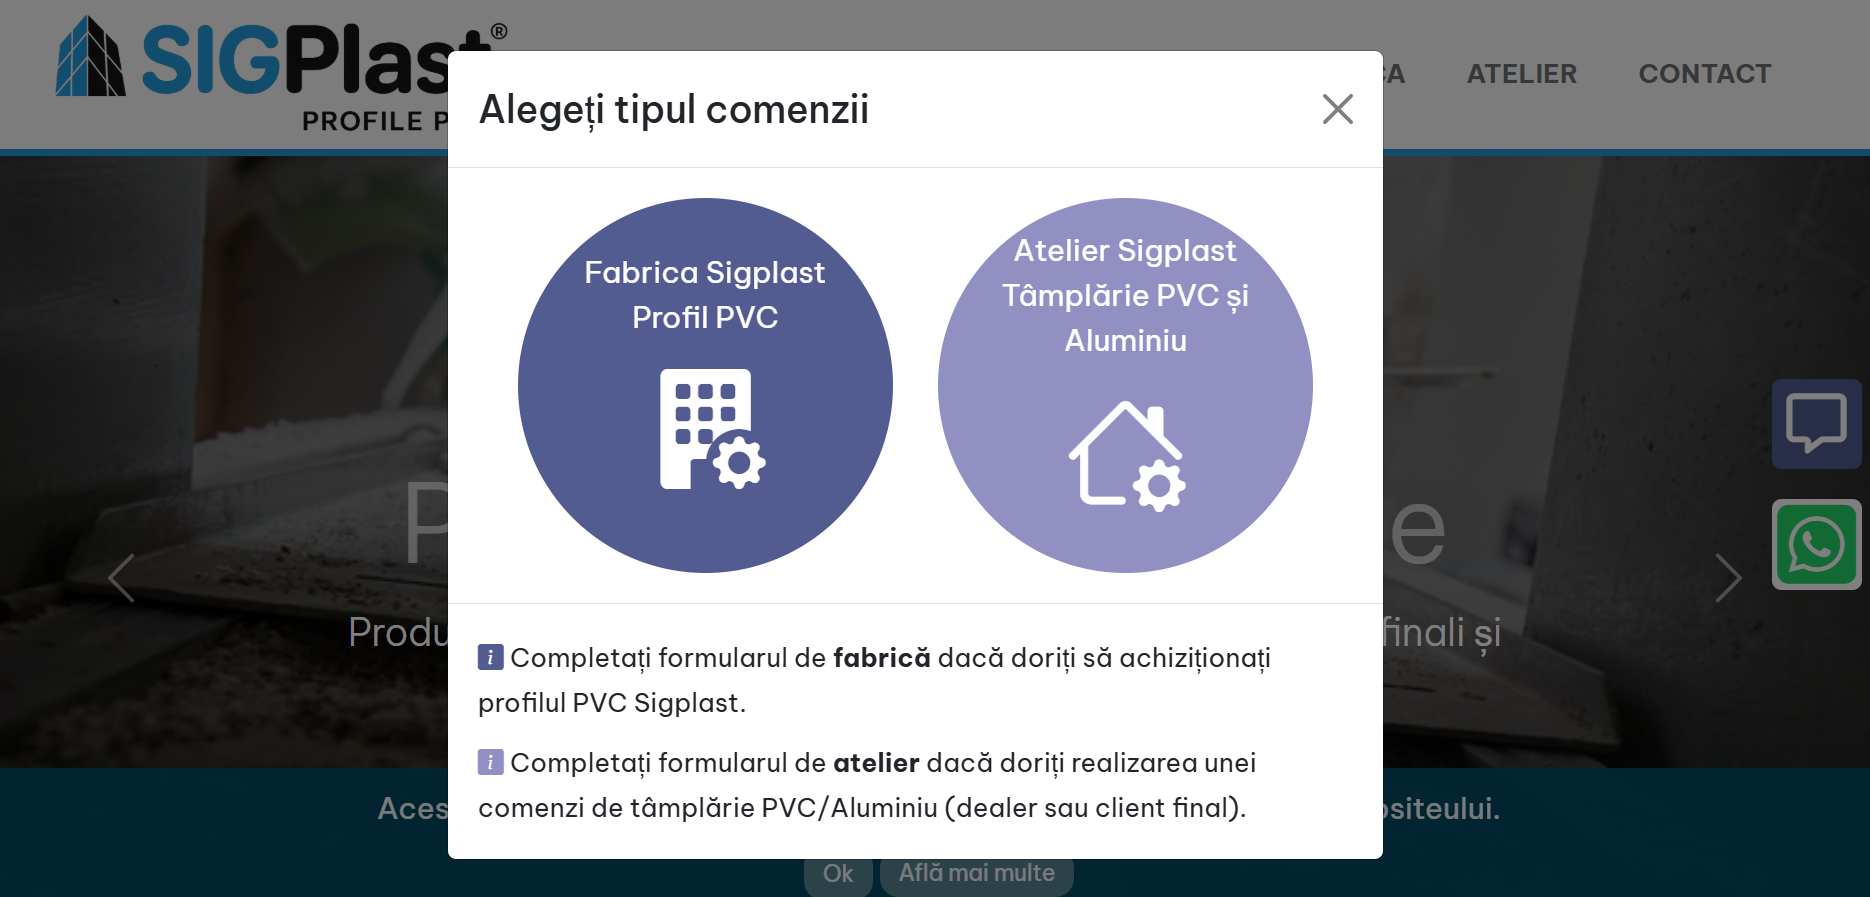 SIGPlast®
PROFILE P
CA ATELIER CONTACT
Alegeți tipul comenzii
Fabrica Sigplast
Profil PVC
Atelier Sigplast
Tâmplărie PVC și
Aluminiu
P
e
Produ
finali și
Completați formularul de fabrică dacă doriți să achiziționați
profilul PVC Sigplast.
Completați formularul de atelier dacă doriți realizarea unei
comenzi de tâmplărie PVC/Aluminiu (dealer sau client final).
Aces
ositeului.
Ok Află mai multe